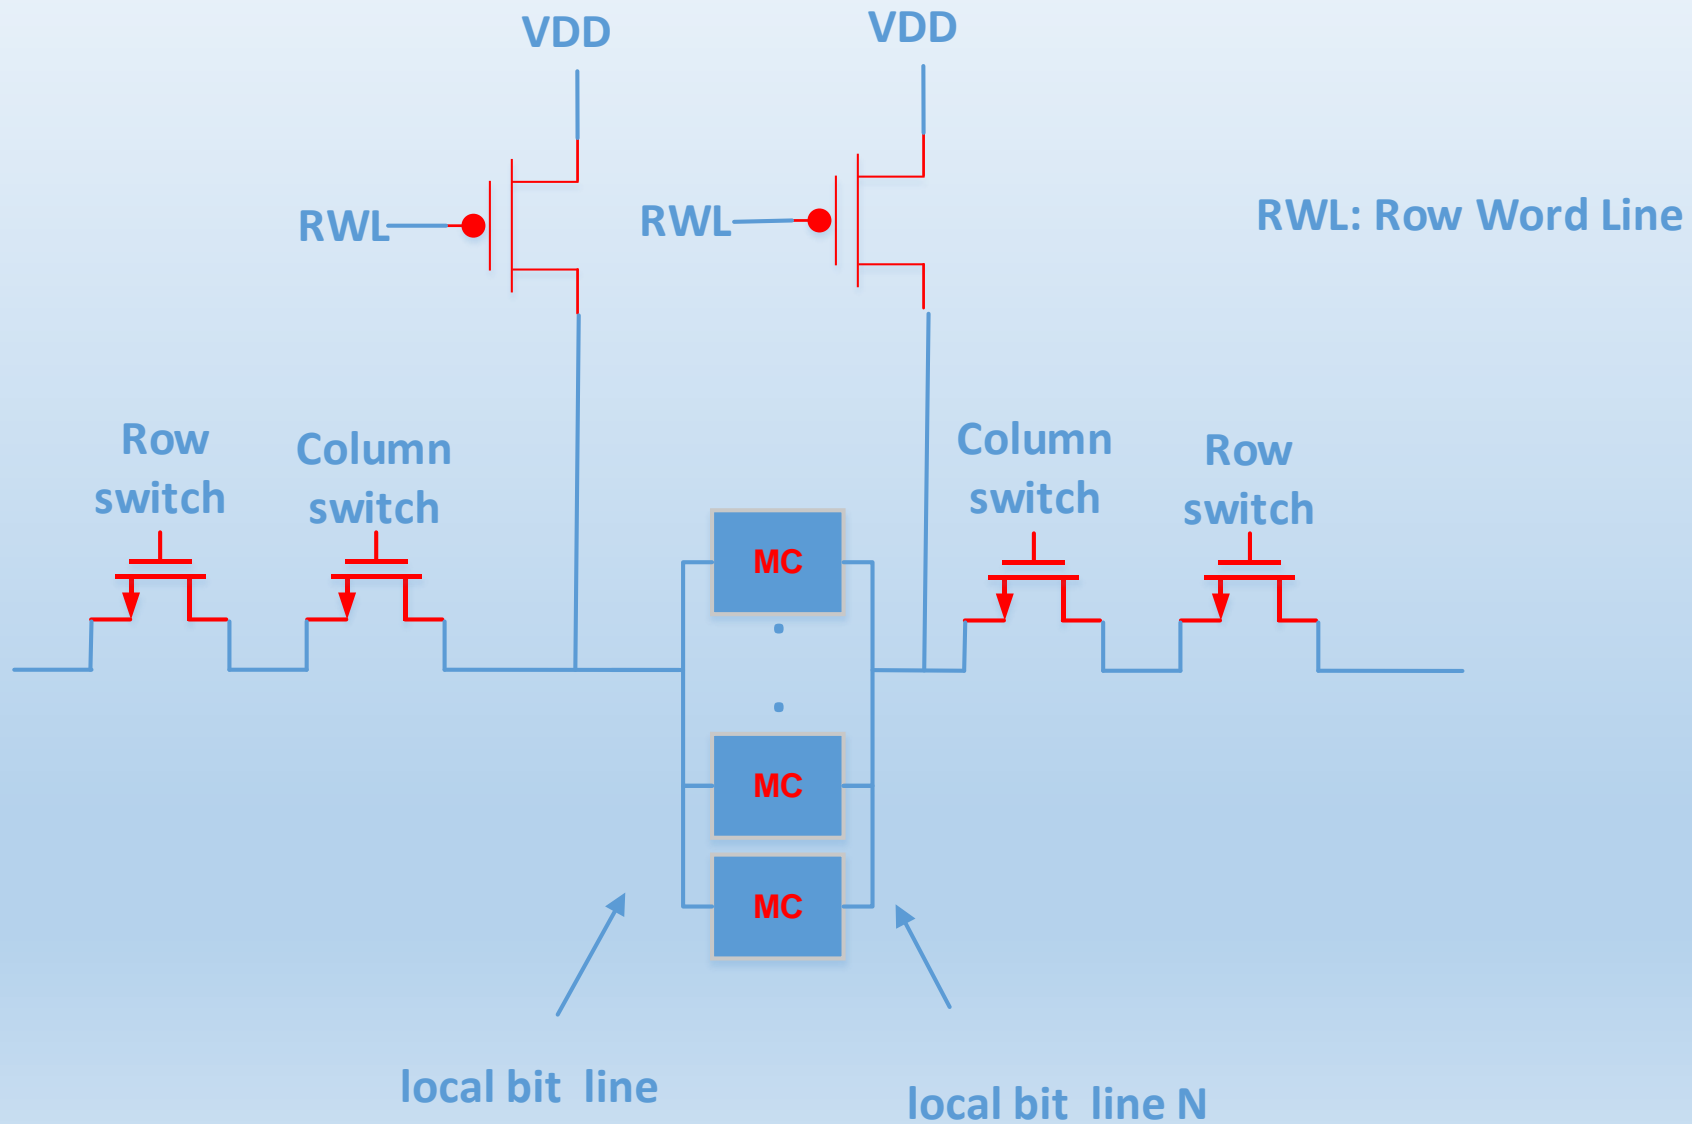 VDD
VDD
RWL
RWL
RWL: Row Word Line
Row
switch
Column
switch
Column
switch
Row
switch
MC
MC
MC
local bit line
local bit line N